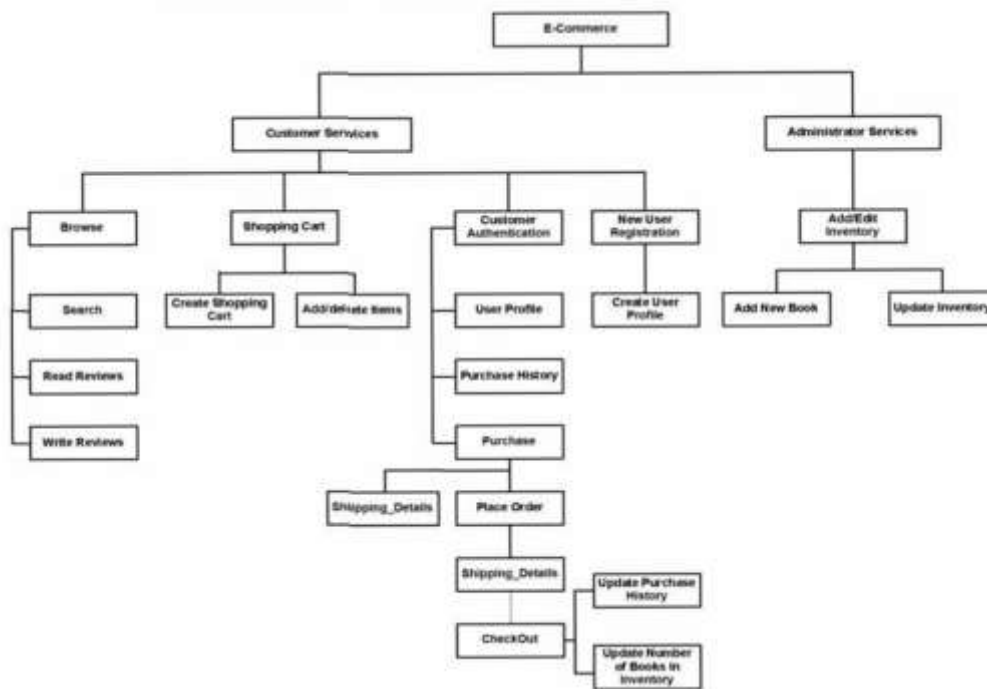 E-Commerce
Customer Services
Administrator Services
Browse
Shopping Cart
Customer
Authentication
New User
Registration
Add/Edit
Inventory
Search
Create Shopping
Cart
Items
User Profile
Create User
Profile
Add New Book
Update Inventory
Read Reviews
Purchase History
Write Reviews
Purchase
Shipping_Details
Place Order
Shipping_Details
Update Purchase
History
CheckOut
Update Number
of Books in
Inventory